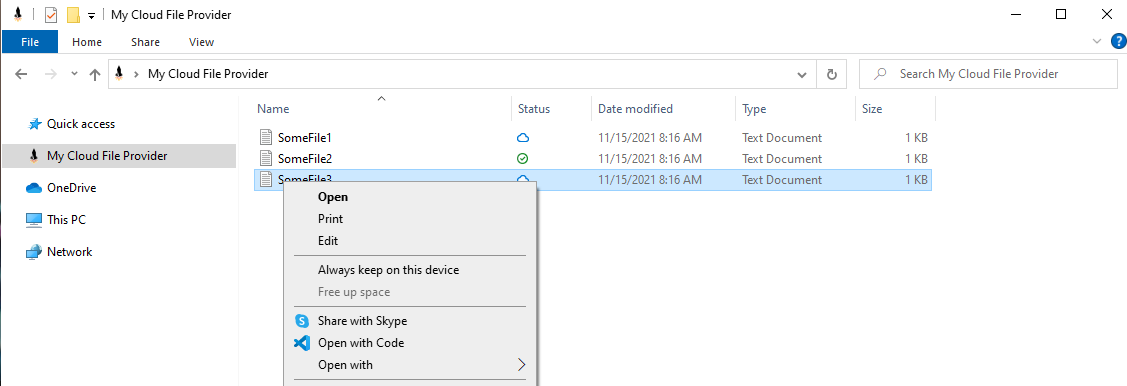 My Cloud File Provider
File Home Share View
My Cloud File Provider Search My Cloud File Provider
Name Status Date modified Type Size
Quick access
My Cloud File Provider
OneDrive
This PC
Network
SomeFile1 11/15/2021 8:16 AM Text Document 1 KB
SomeFile2 11/15/2021 8:16 AM Text Document 1 KB
SomeFile3 11/15/2021 8:16 AM Text Document 1 KB
Open
Print
Edit
Always keep on this device
Free up space
Share with Skype
Open with Code
Open with